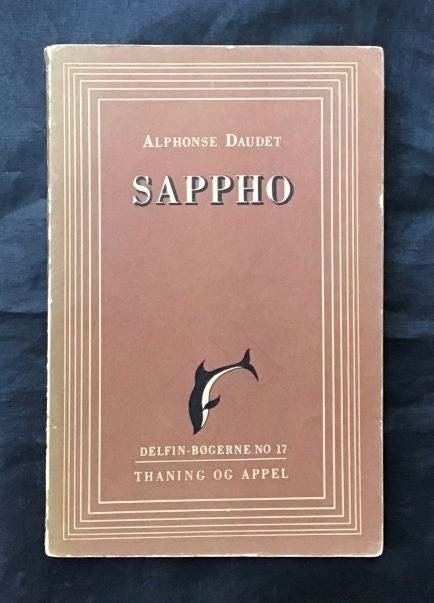 ALPHONSE DAUDET
SAPPHO
DELFIN-BØGERNE NO 17
THANING OG APPEL